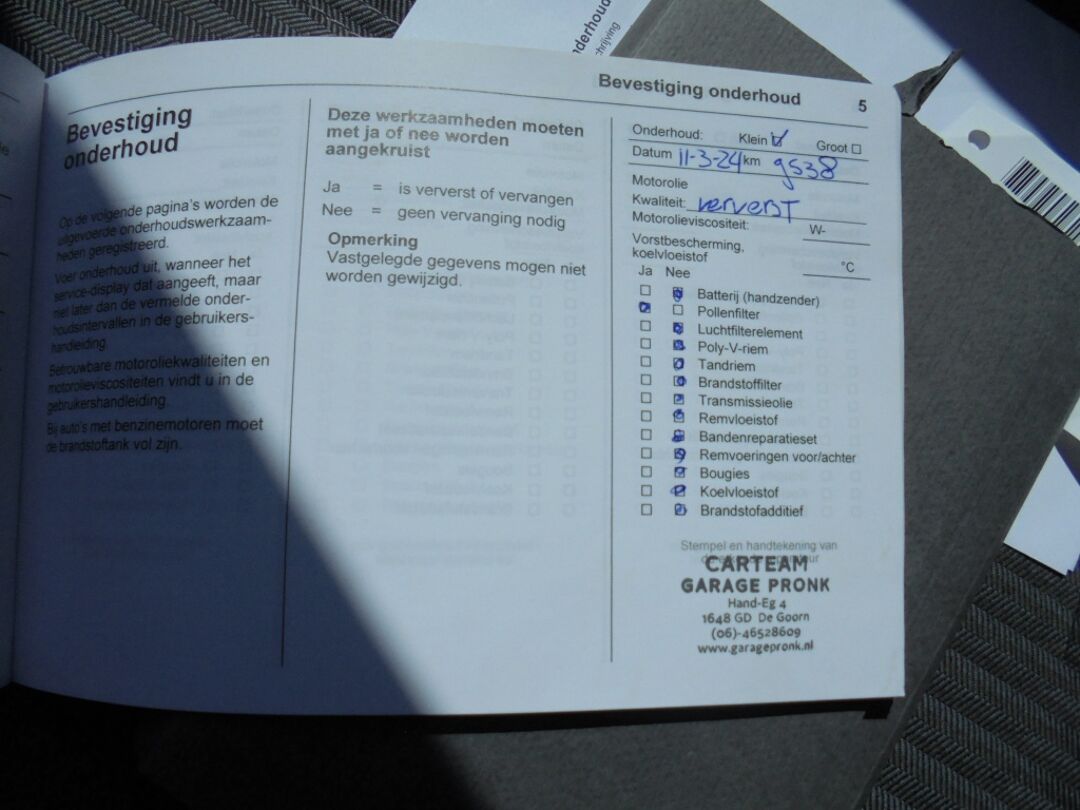 nderhoud
chrijving
Bevestiging onderhoud 5
Bevestiging
onderhoud
Op de volgende pagina's worden de
uitgevoerde onderhoudswerkzaam-
heden geregistreerd.
Voer onderhoud uit, wanneer het
service-display dat aangeeft, maar
niet later dan de vermelde onder-
houdsintervallen in de gebruikers-
handleiding.
Betrouwbare motoroliekwaliteiten en
motorolieviscositeiten vindt u in de
gebruikershandleiding.
Bij auto's met benzinemotoren moet
de brandstoftank vol zijn.
Deze werkzaamheden moeten
met ja of nee worden
aangekruist
Ja = is ververst of vervangen
Nee = geen vervanging nodig
Opmerking
Vastgelegde gegevens mogen niet
worden gewijzigd.
Onderhoud: Klein Groot
Datum 11-3-24 km 9538
Motorolie
Kwaliteit: ververst
Motorolieviscositeit: W-
Vorstbescherming,
koelvloeistof °C
Ja Nee
Batterij (handzender)
Pollenfilter
Luchtfilterelement
Poly-V-riem
Tandriem
Brandstoffilter
Transmissieolie
Remvloeistof
Bandenreparatieset
Remvoeringen voor/achter
Bougies
Koelvloeistof
Brandstofadditief
Stempel en handtekening van
CARTEAM
GARAGE PRONK
Hand-Eg 4
1648 GD De Goorn
(06)-46528609
www.garagepronk.nl